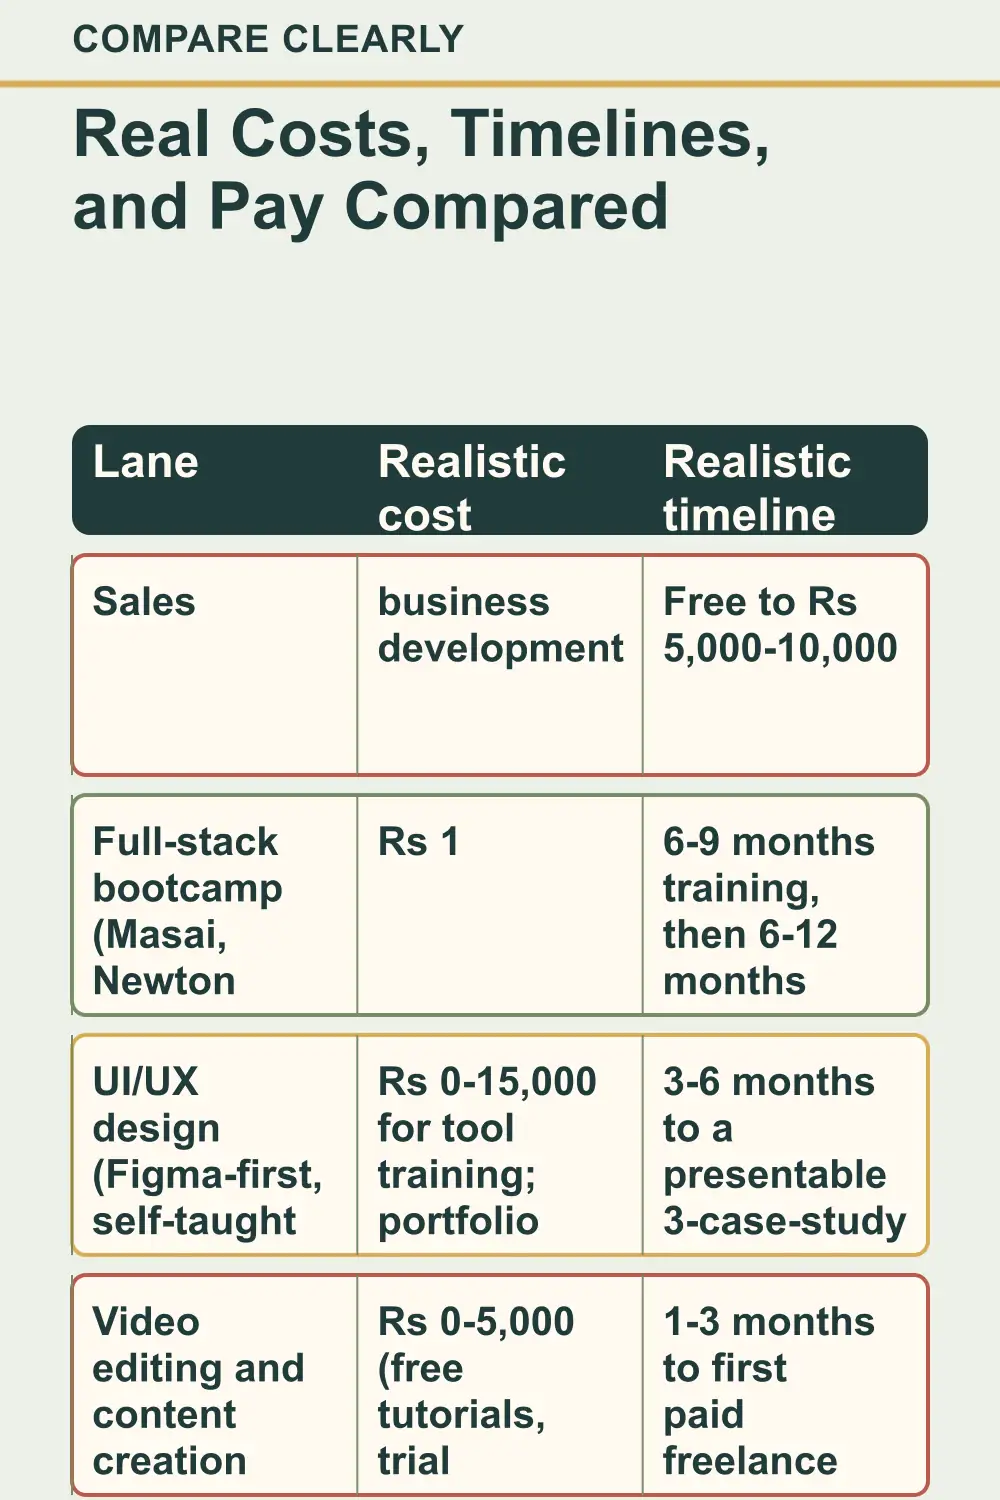 COMPARE CLEARLY
Real Costs, Timelines,
and Pay Compared
Lane
Realistic
cost
Realistic
timeline
Sales
business
development
Free to Rs
5,000-10,000
Full-stack
bootcamp
(Masai,
Newton
Rs 1
6-9 months
training,
then 6-12
months
UI/UX
design
(Figma-first,
self-taught
Rs 0-15,000
for tool
training;
portfolio
3-6 months
to a
presentable
3-case-study
Video
editing and
content
creation
Rs 0-5,000
(free
tutorials,
trial
1-3 months
to first
paid
freelance